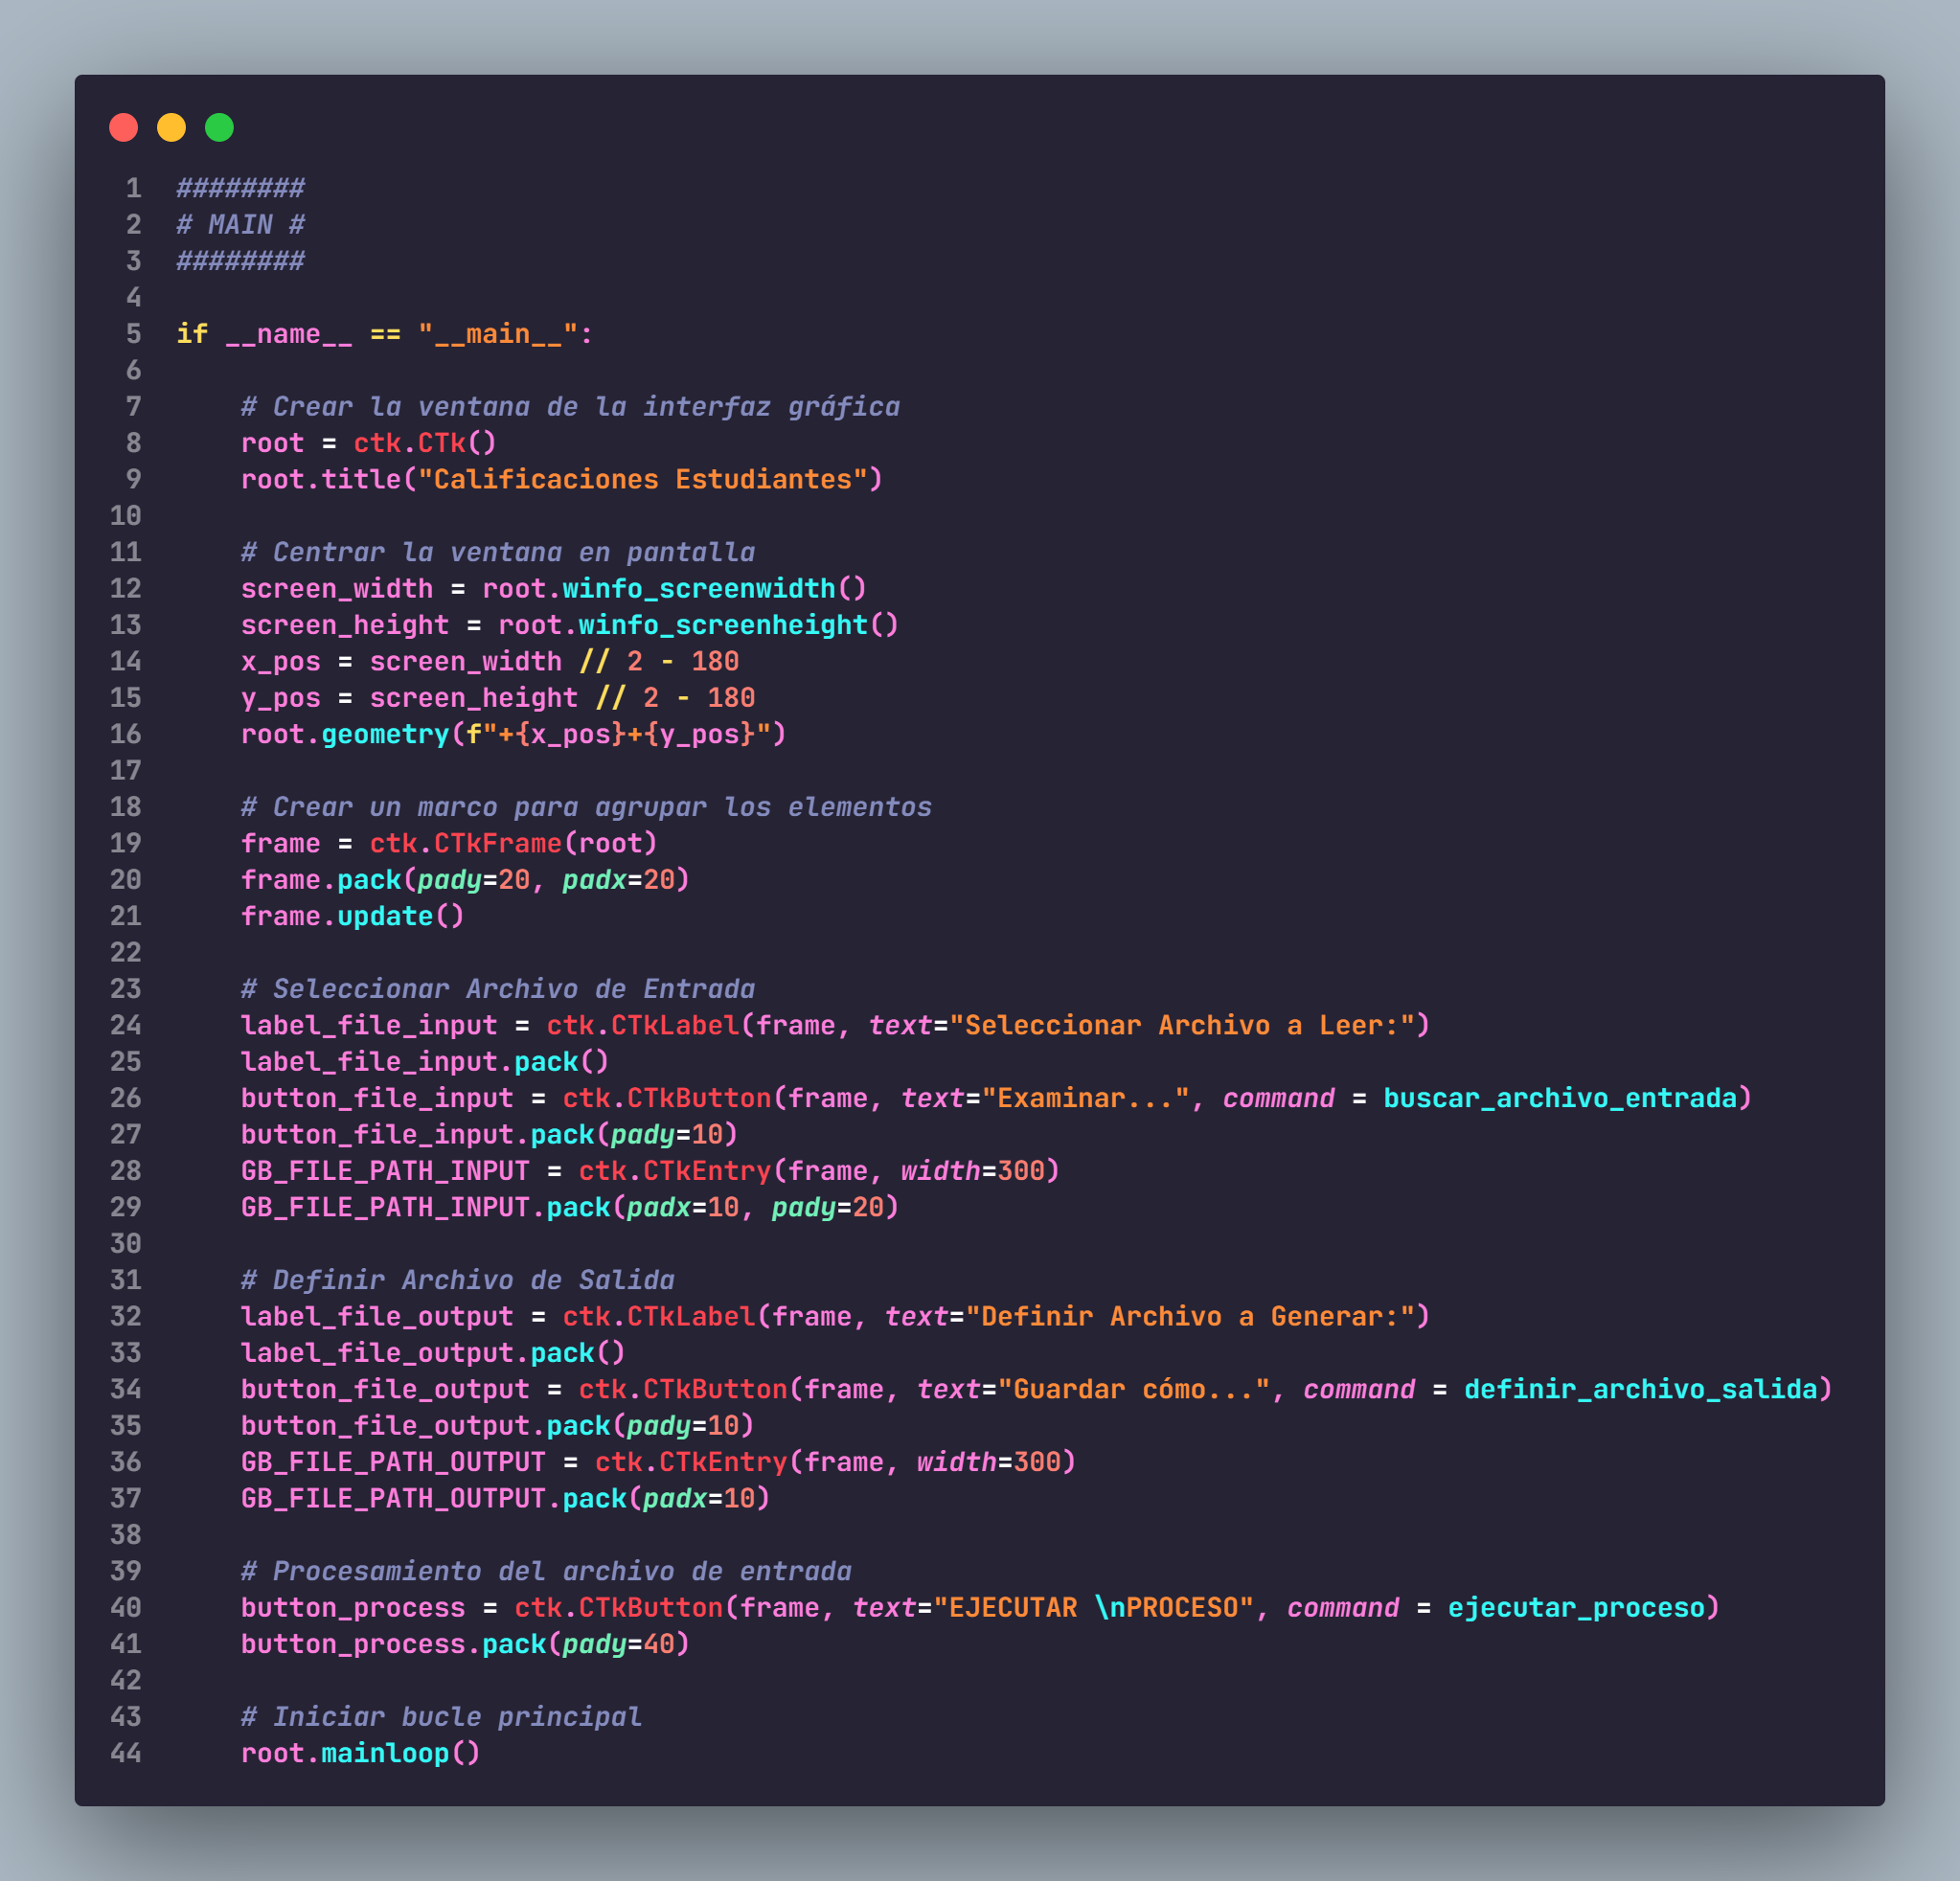 1 ########
2 # MAIN #
3 ########
4
5 if __name__ == "__main__":
6
7     # Crear la ventana de la interfaz gráfica
8     root = ctk.CTk()
9     root.title("Calificaciones Estudiantes")
10
11     # Centrar la ventana en pantalla
12     screen_width = root.winfo_screenwidth()
13     screen_height = root.winfo_screenheight()
14     x_pos = screen_width // 2 - 180
15     y_pos = screen_height // 2 - 180
16     root.geometry(f"+{x_pos}+{y_pos}")
17
18     # Crear un marco para agrupar los elementos
19     frame = ctk.CTkFrame(root)
20     frame.pack(pady=20, padx=20)
21     frame.update()
22
23     # Seleccionar Archivo de Entrada
24     label_file_input = ctk.CTkLabel(frame, text="Seleccionar Archivo a Leer:")
25     label_file_input.pack()
26     button_file_input = ctk.CTkButton(frame, text="Examinar...", command = buscar_archivo_entrada)
27     button_file_input.pack(pady=10)
28     GB_FILE_PATH_INPUT = ctk.CTkEntry(frame, width=300)
29     GB_FILE_PATH_INPUT.pack(padx=10, pady=20)
30
31     # Definir Archivo de Salida
32     label_file_output = ctk.CTkLabel(frame, text="Definir Archivo a Generar:")
33     label_file_output.pack()
34     button_file_output = ctk.CTkButton(frame, text="Guardar cómo...", command = definir_archivo_salida)
35     button_file_output.pack(pady=10)
36     GB_FILE_PATH_OUTPUT = ctk.CTkEntry(frame, width=300)
37     GB_FILE_PATH_OUTPUT.pack(padx=10)
38
39     # Procesamiento del archivo de entrada
40     button_process = ctk.CTkButton(frame, text="EJECUTAR \nPROCESO", command = ejecutar_proceso)
41     button_process.pack(pady=40)
42
43     # Iniciar bucle principal
44     root.mainloop()